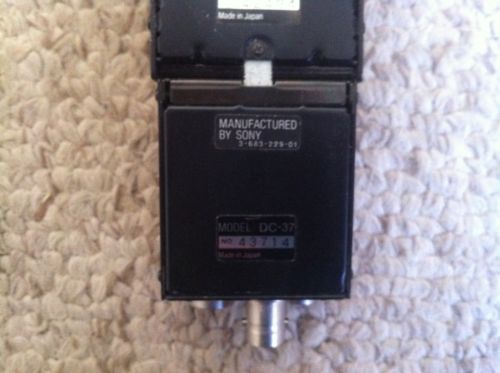 Made in Japan
MANUFACTURED
BY SONY
3-683-229-01
MODEL DC-37
NO. 43714
Made in Japan